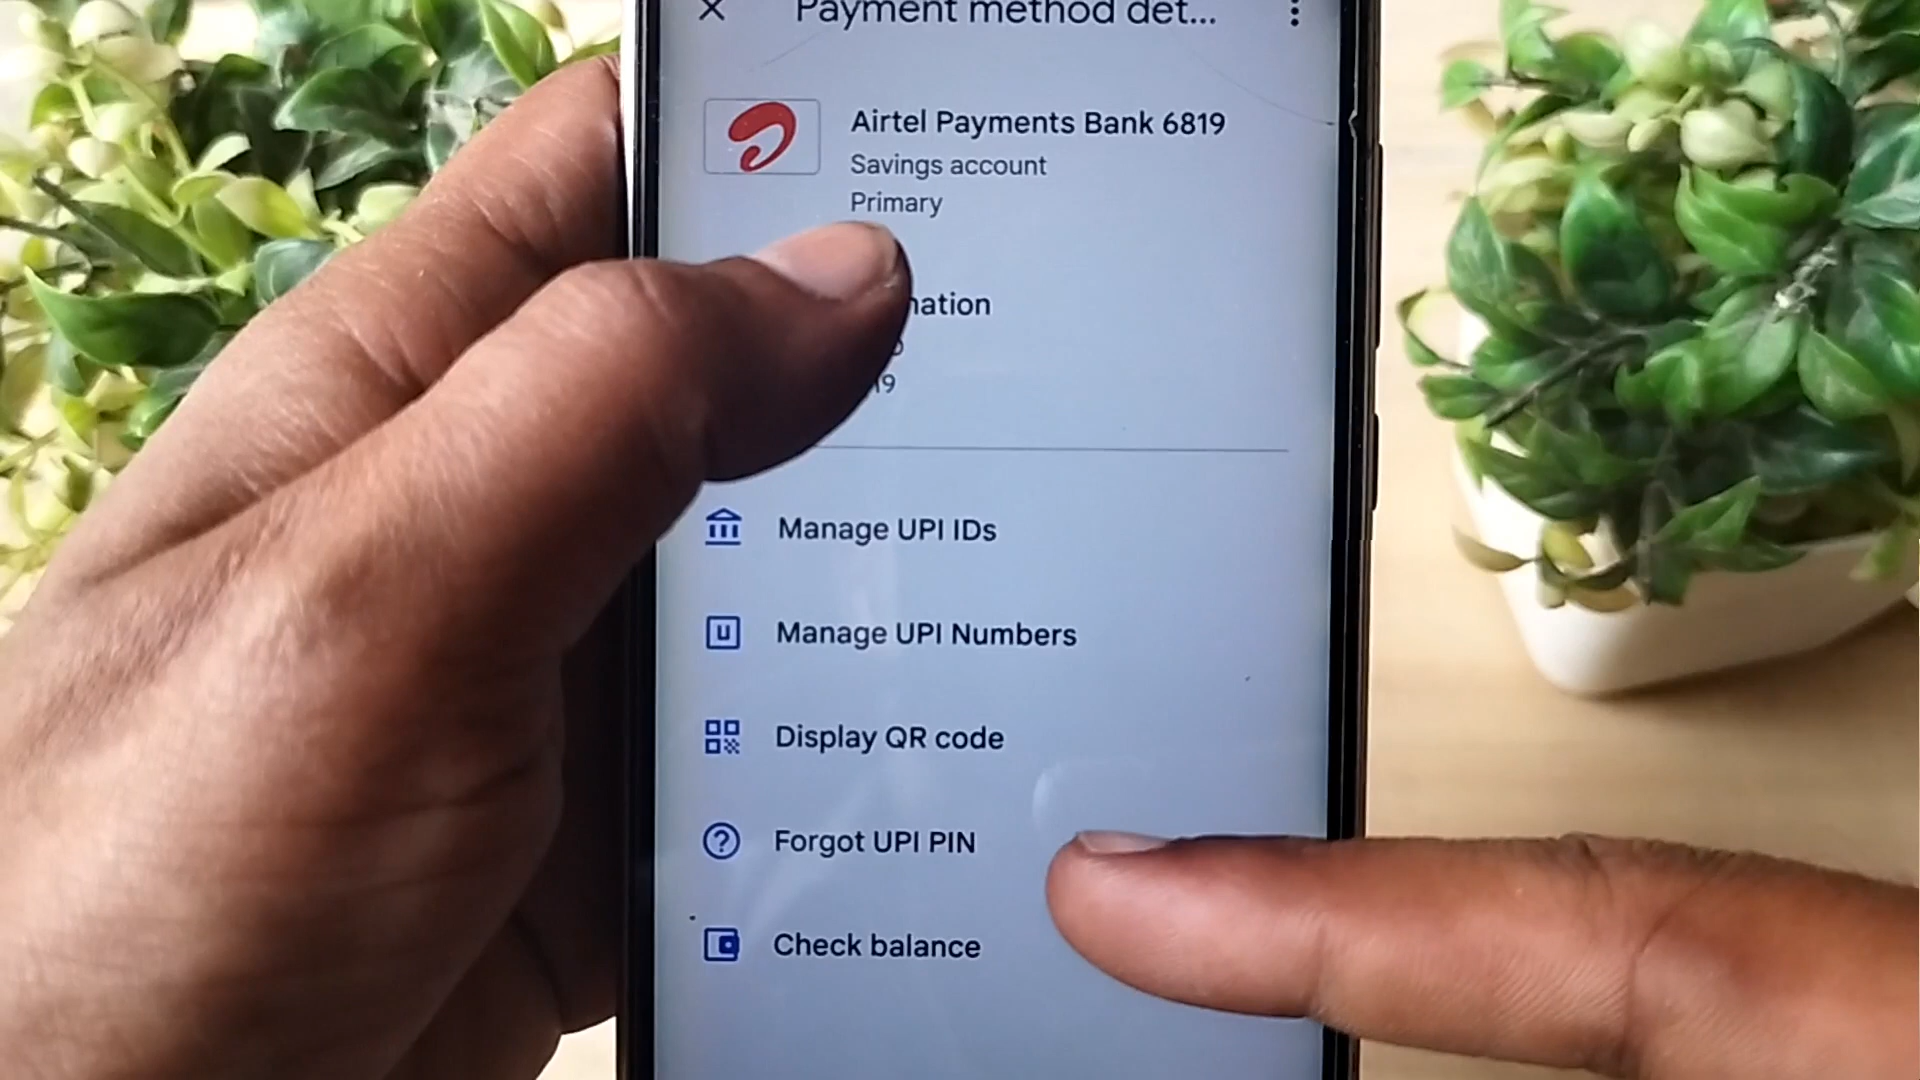 Payment method det...
Airtel Payments Bank 6819
Savings account
Primary
Manage UPI IDs
Manage UPI Numbers
Display QR code
Forgot UPI PIN
Check balance